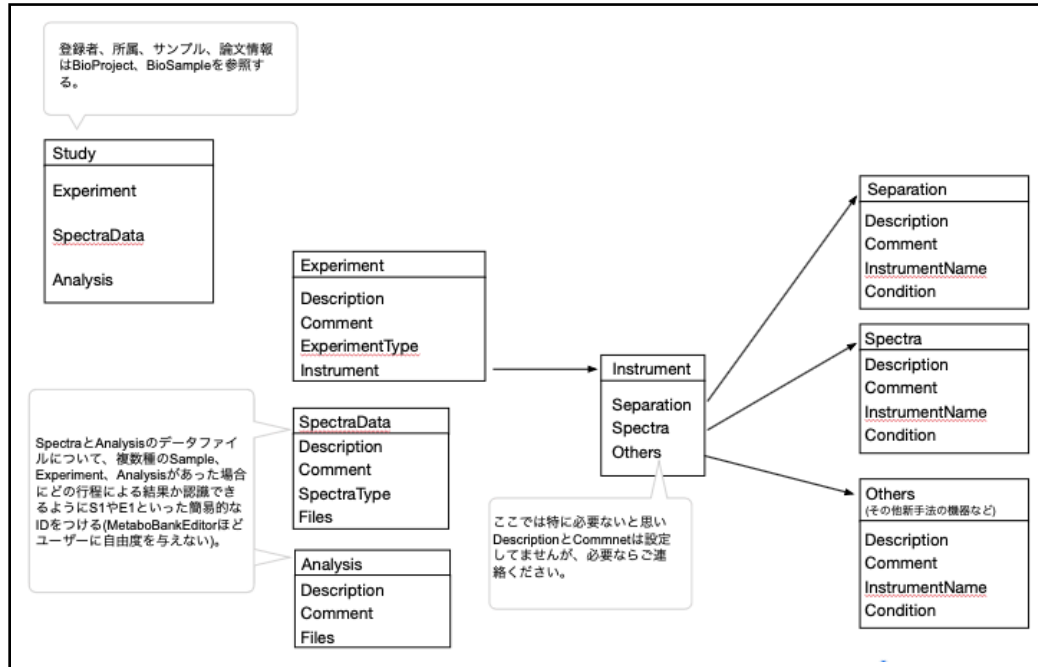 登録者、所属、サンプル、論文情報
はBioProject、BioSampleを参照す
る。
Study
Experiment
SpectraData
Analysis
Experiment
Description
Comment
ExperimentType
Instrument
SpectraとAnalysisのデータファイ
ルについて、複数種のSample、
Experiment、Analysisがあった場合
にどの行程による結果か認識でき
るようにS1やE1といった簡易的な
IDをつける(MetaboBankEditorほど
ユーザーに自由度を与えない)。
SpectraData
Description
Comment
SpectraType
Files
Analysis
Description
Comment
Files
Instrument
Separation
Spectra
Others
ここでは特に必要ないと思い
DescriptionとCommnetは設定
してませんが、必要ならご連
絡ください。
Separation
Description
Comment
InstrumentName
Condition
Spectra
Description
Comment
InstrumentName
Condition
Others
(その他新手法の機器など)
Description
Comment
InstrumentName
Condition